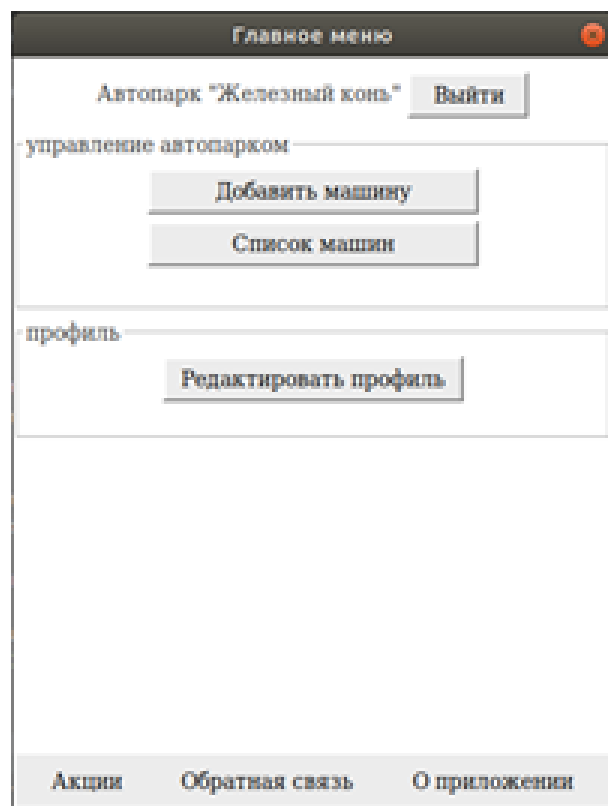 Главное меню
Автопарк "Железный конь" Выйти
управление автопарком
Добавить машину
Список машин
профиль
Редактировать профиль
Акции Обратная связь О приложении